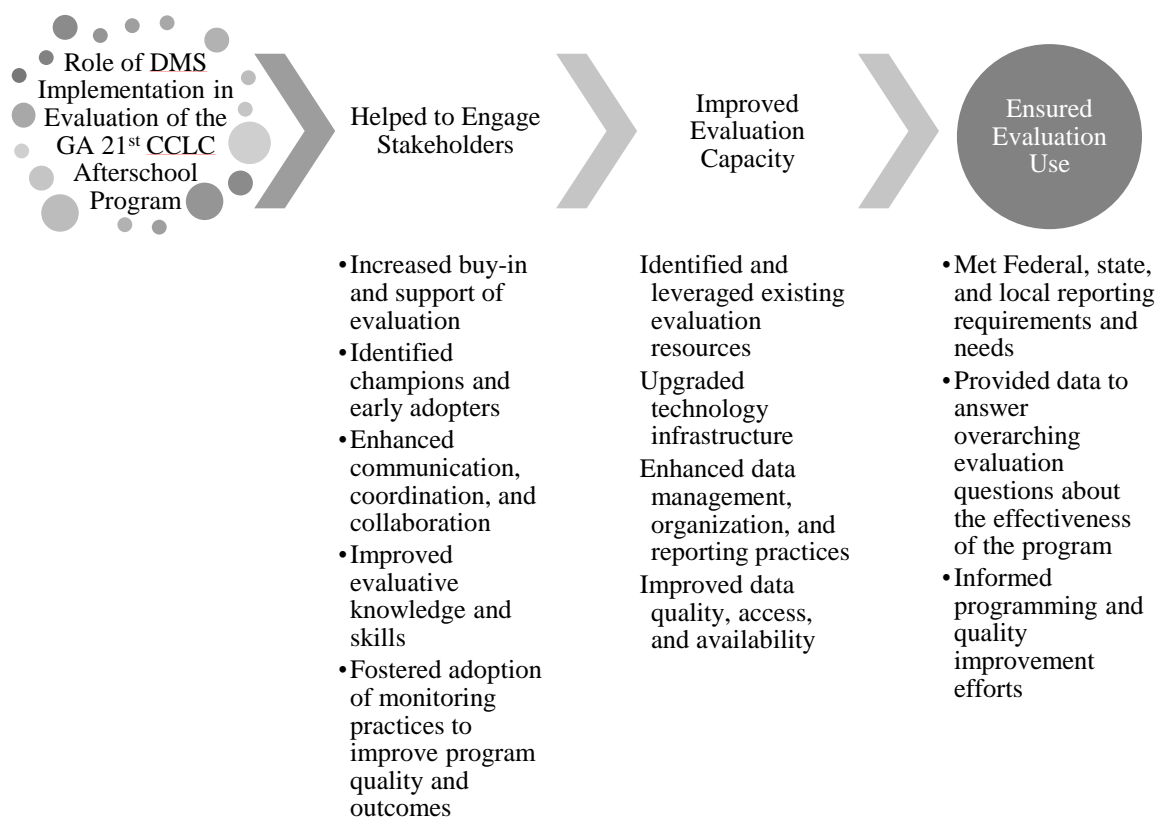 Role of DMS
Implementation in
Evaluation of the
GA 21st CCLC
Afterschool
Program
Helped to Engage
Stakeholders
Improved
Evaluation
Capacity
Ensured
Evaluation
Use
•Increased buy-in
and support of
evaluation
•Identified
champions and
early adopters
•Enhanced
communication,
coordination, and
collaboration
•Improved
evaluative
knowledge and
skills
•Fostered adoption
of monitoring
practices to
improve program
quality and
outcomes
Identified and
leveraged existing
evaluation
resources
Upgraded
technology
infrastructure
Enhanced data
management,
organization, and
reporting practices
Improved data
quality, access,
and availability
•Met Federal, state,
and local reporting
requirements and
needs
•Provided data to
answer
overarching
evaluation
questions about
the effectiveness
of the program
•Informed
programming and
quality
improvement
efforts